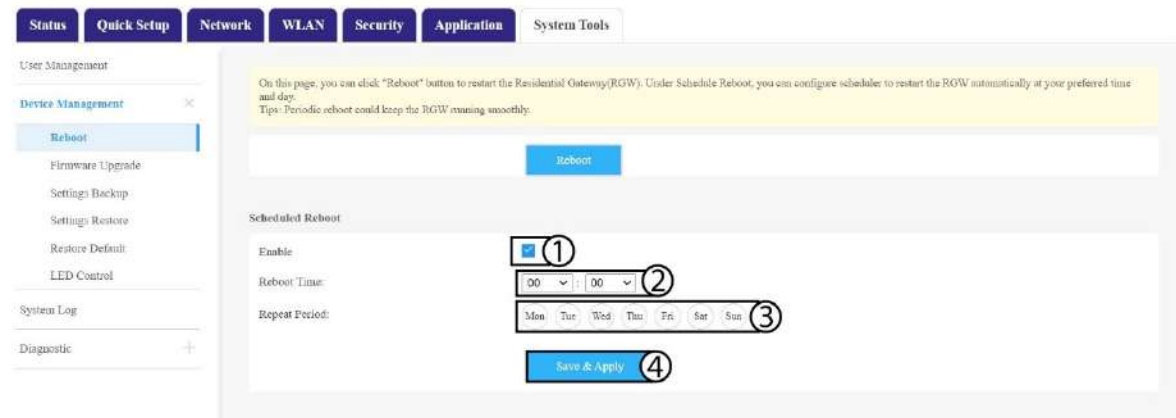 Status Quick Setup Network WLAN Security Application System Tools
User Management
Device Management
Reboot
Firmware Upgrade
Settings Backup
Settings Restore
Restore Default
LED Control
System Log
Diagnostic
On this page, you can click "Reboot" button to restart the Residential Gateway(RGW). Under Schedule Reboot, you can configure scheduler to restart the RGW automatically at your preferred time
and day.
Tips: Periodic reboot could keep the RGW running smoothly.
Reboot
Scheduled Reboot
Enable 1
Reboot Time: 00 : 00 2
Repeat Period: Mon Tue Wed Thu Fri Sat Sun 3
Save & Apply 4